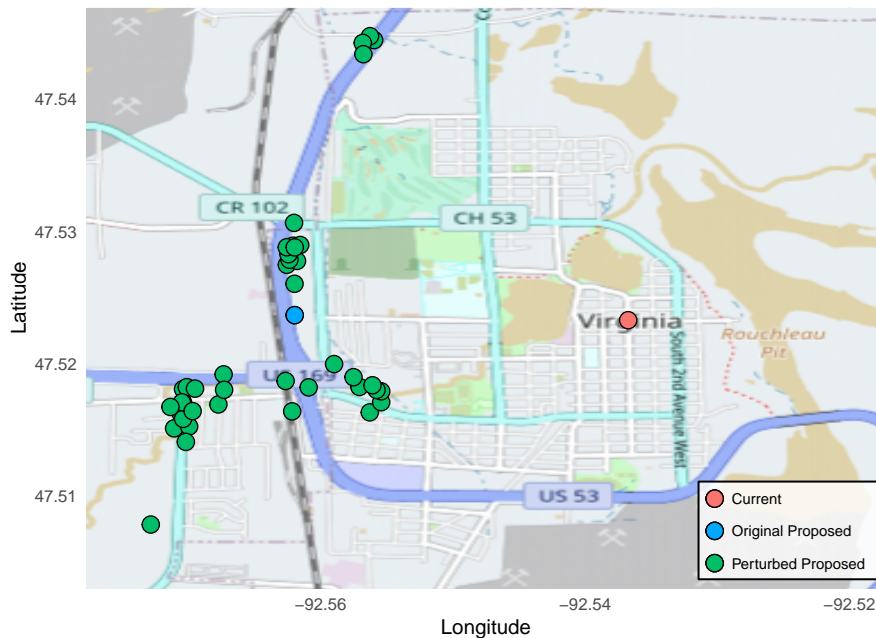 47.54
47.53
47.52
47.51
Latitude
CR 102
CH 53
Virginia
Rouchleau
Pit
US 169
South 2nd Avenue West
US 53
Current
Original Proposed
Perturbed Proposed
−92.56
−92.54
−92.52
Longitude